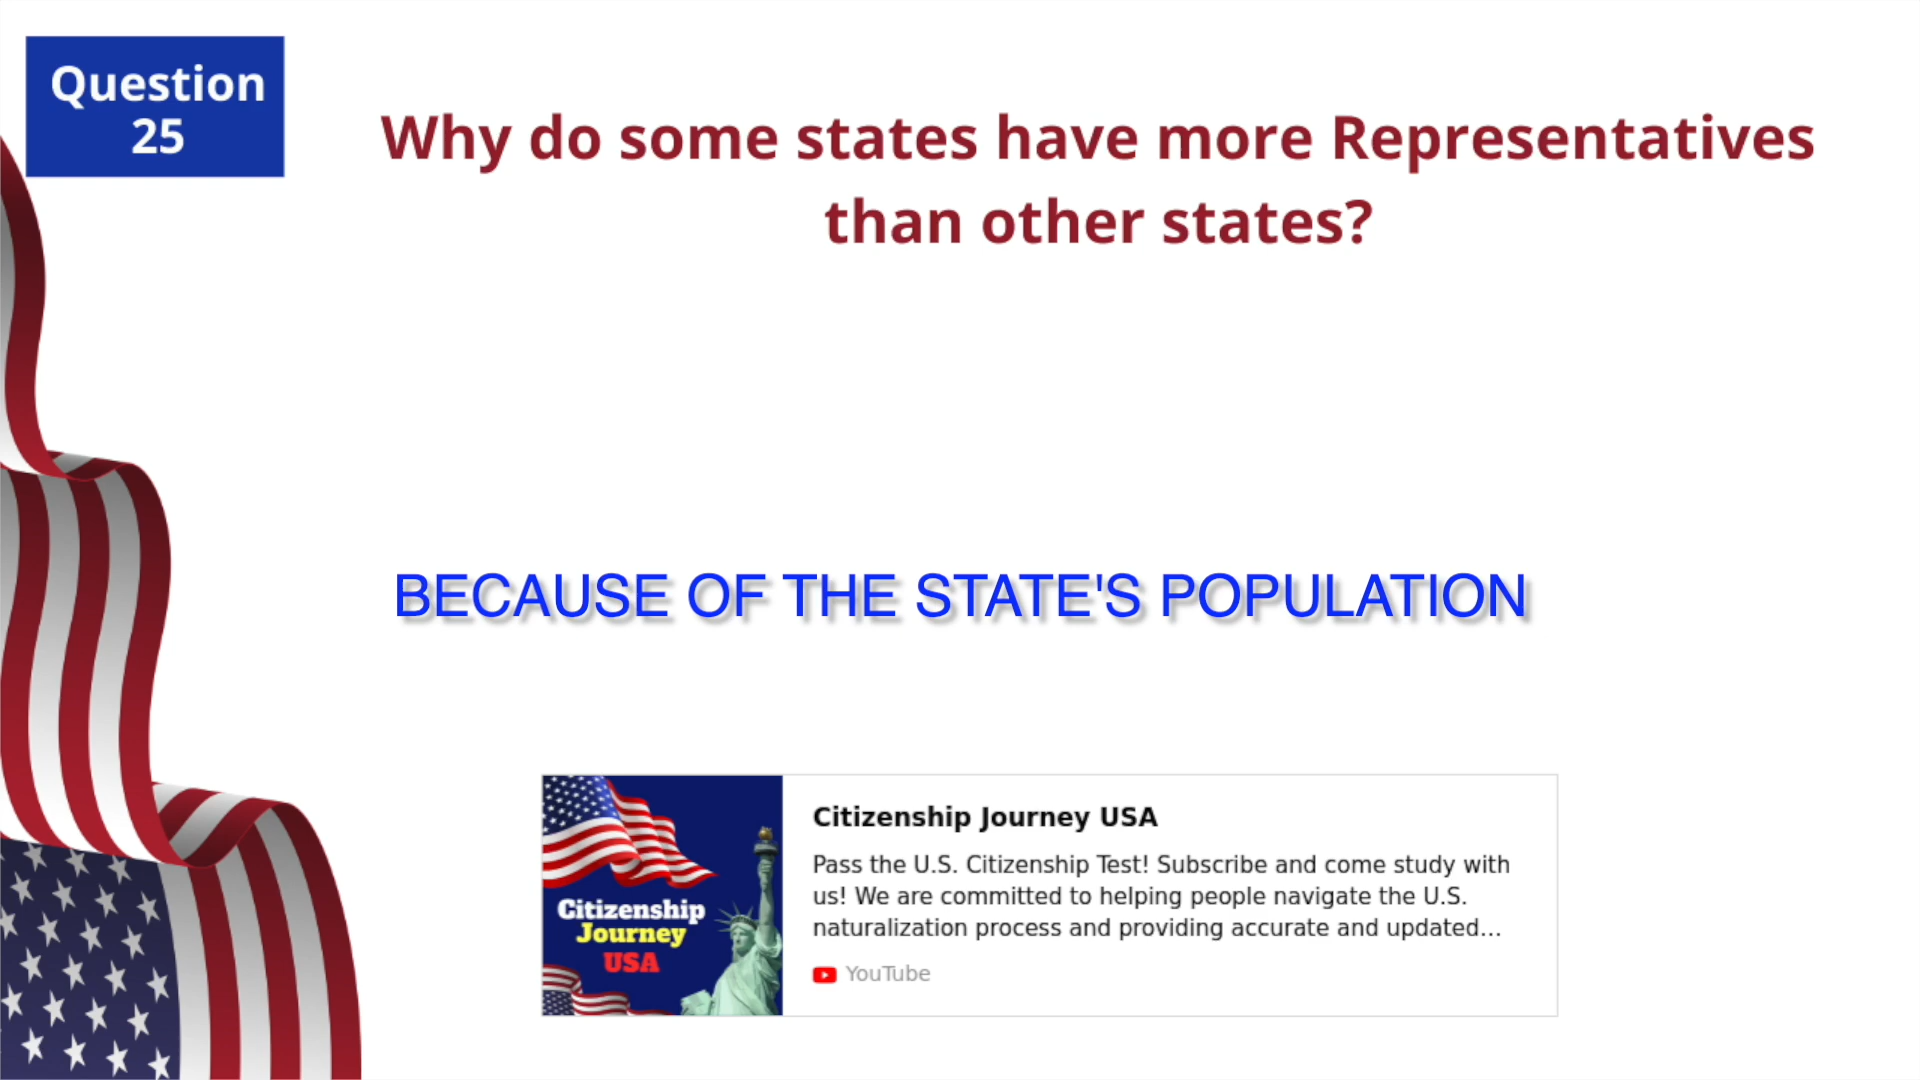 Question
25
Why do some states have more Representatives
than other states?
BECAUSE OF THE STATE'S POPULATION
Citizenship
Journey
USA
Citizenship Journey USA
Pass the U.S. Citizenship Test! Subscribe and come study with
us! We are committed to helping people navigate the U.S.
naturalization process and providing accurate and updated...
YouTube